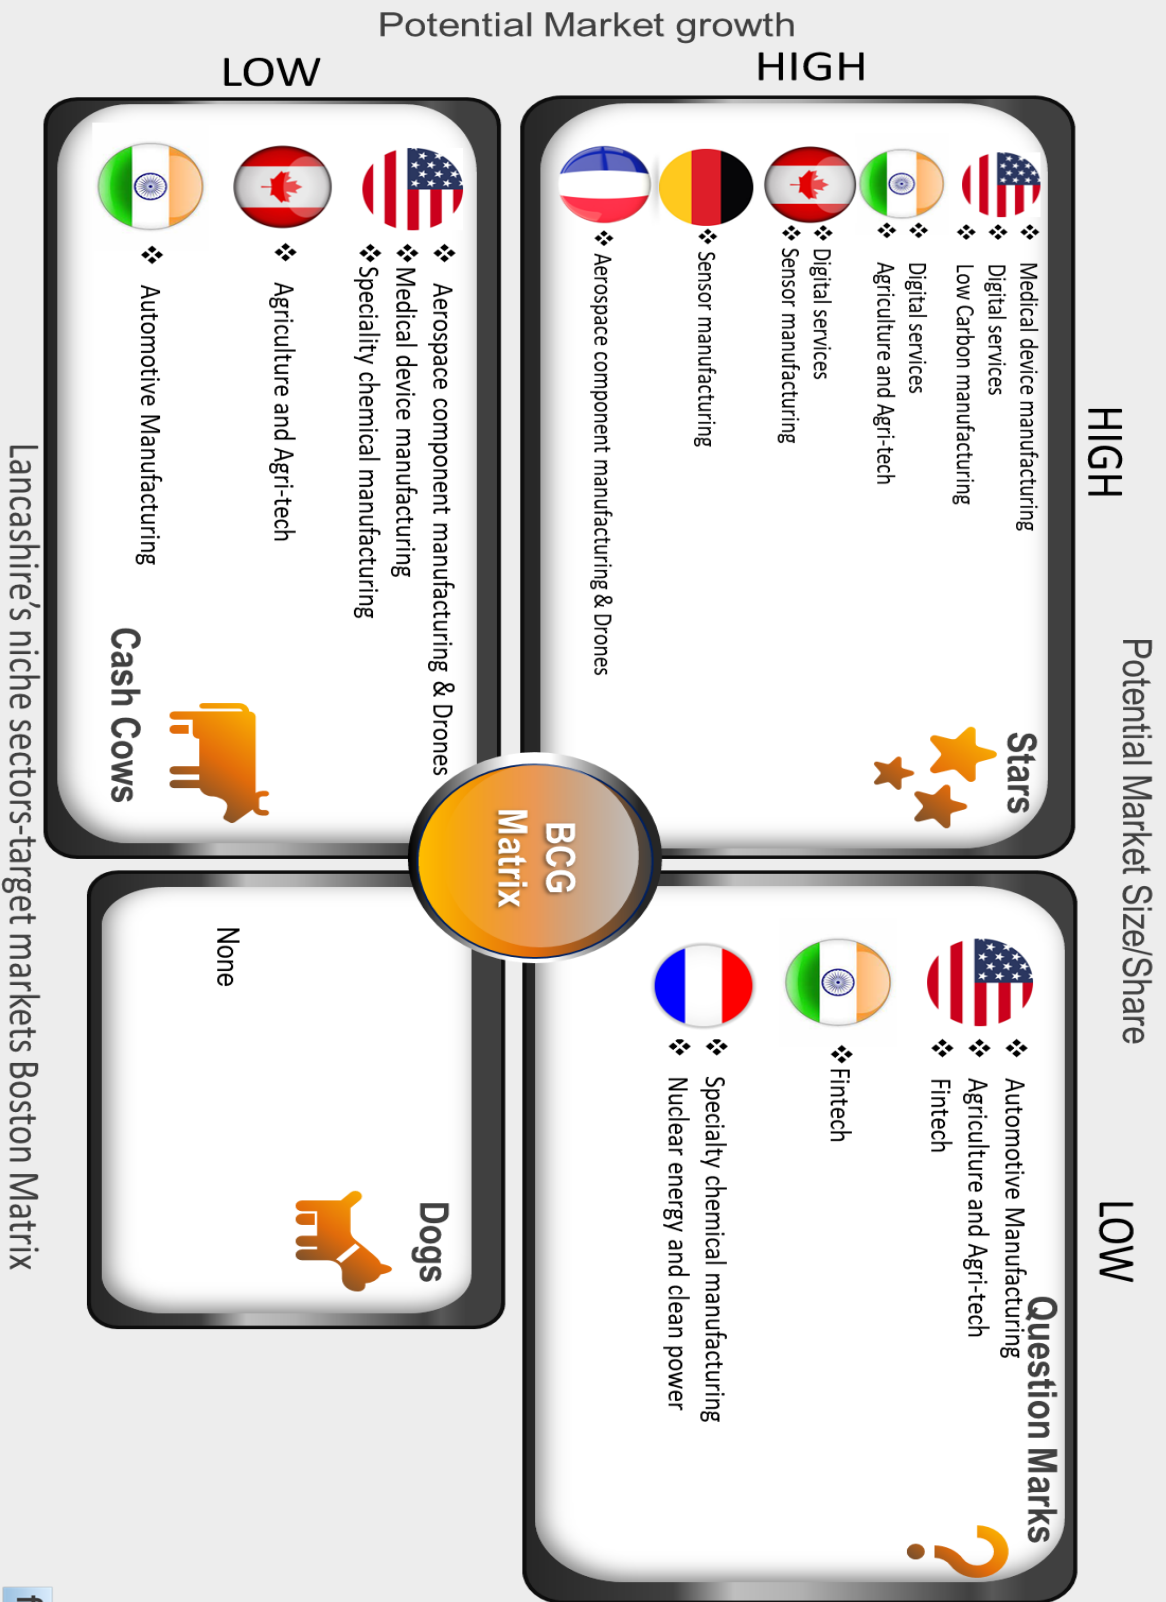 Potential Market Size/Share
HIGH
LOW
Potential Market growth
HIGH
LOW
Stars
Medical device manufacturing
Digital services
Low Carbon manufacturing
Digital services
Agriculture and Agri-tech
Digital services
Sensor manufacturing
Sensor manufacturing
Aerospace component manufacturing & Drones
Question Marks
Automotive Manufacturing
Agriculture and Agri-tech
Fintech
Fintech
Specialty chemical manufacturing
Nuclear energy and clean power
BCG
Matrix
Aerospace component manufacturing & Drones
Medical device manufacturing
Speciality chemical manufacturing
Agriculture and Agri-tech
Automotive Manufacturing
Cash Cows
Dogs
None
Lancashire's niche sectors-target markets Boston Matrix